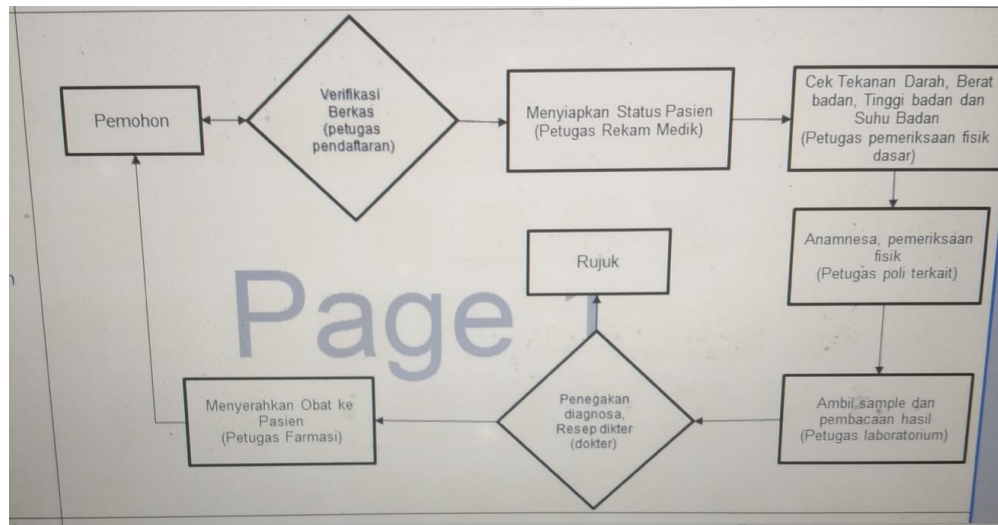 Pemohon
Verifikasi
Berkas
(petugas
pendaftaran)
Menyiapkan Status Pasien
(Petugas Rekam Medik)
Cek Tekanan Darah, Berat
badan, Tinggi badan dan
Suhu Badan
(Petugas pemeriksaan fisik
dasar)
Anamnesa, pemeriksaan
fisik
(Petugas poli terkait)
Rujuk
Page 1
Menyerahkan Obat ke
Pasien
(Petugas Farmasi)
Penegakan
diagnosa,
Resep dikter
(dokter)
Ambil sample dan
pembacaan hasil
(Petugas laboratorium)